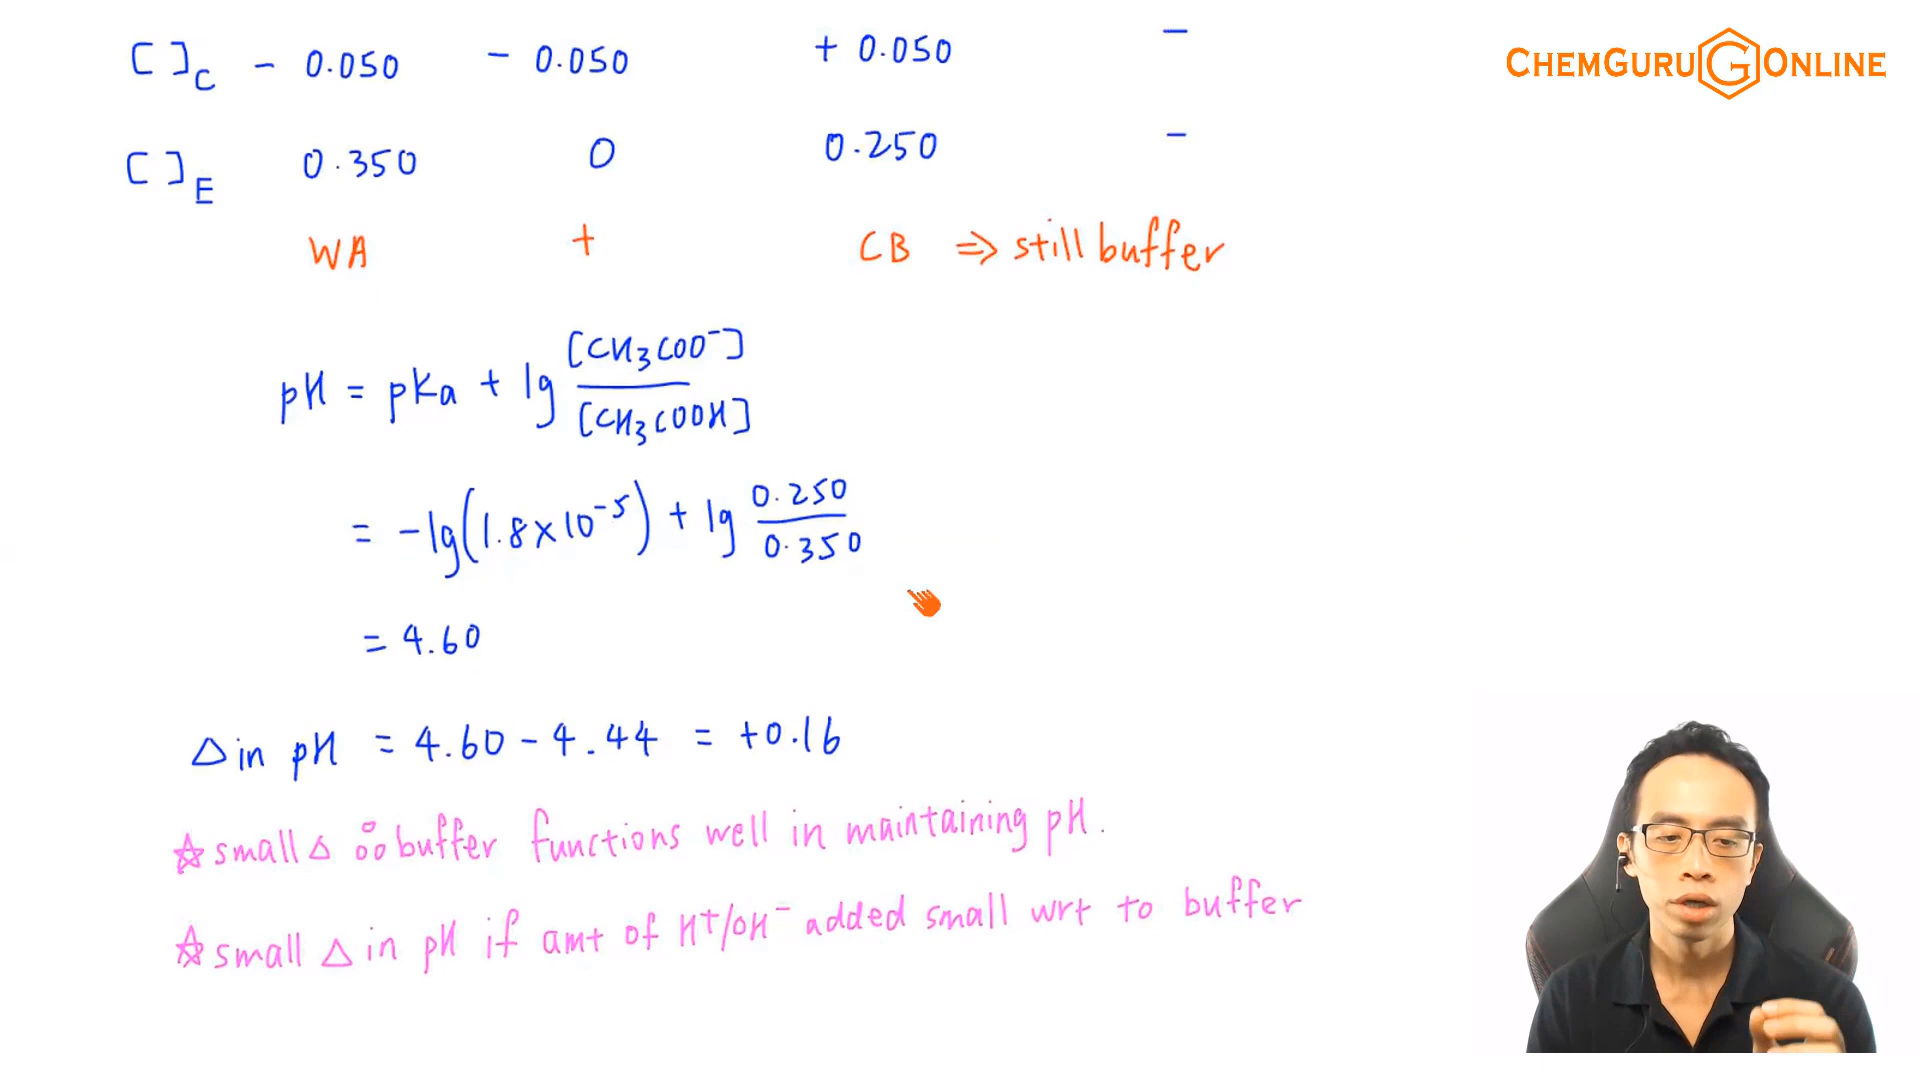 CHEMGURU G ONLINE
[ ]C - 0.050 - 0.050 + 0.050 -
[ ]E 0.350 0 0.250 -
WA + CB ⇒ still buffer
pH = pKa + lg [CH₃COO⁻] / [CH₃COOH]
= -lg(1.8×10⁻⁵) + lg 0.250 / 0.350
= 4.60
Δ in pH = 4.60 - 4.44 = +0.16
☆ small Δ ∴ buffer functions well in maintaining pH.
☆ small Δ in pH if amt of H⁺/OH⁻ added small wrt to buffer